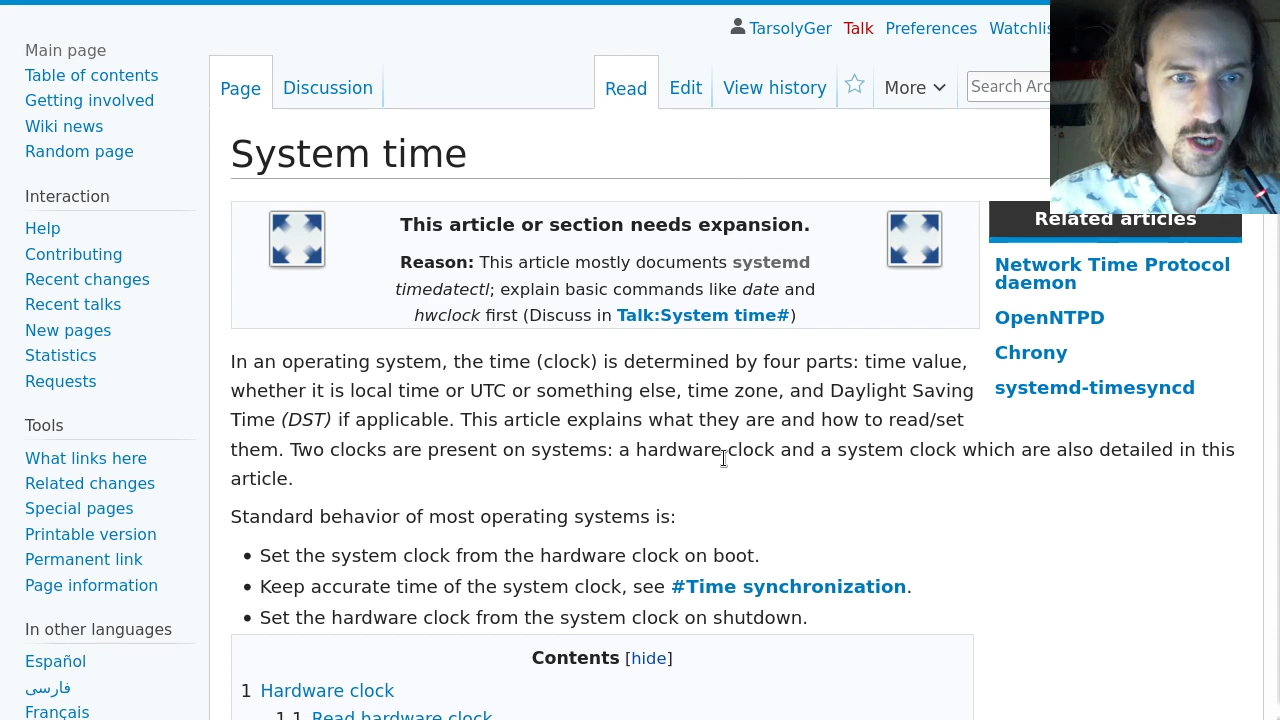 TarsolyGer Talk Preferences
Main page
Table of contents
Getting involved
Wiki news
Random page
Interaction
Help
Contributing
Recent changes
Recent talks
New pages
Statistics
Requests
Tools
What links here
Related changes
Special pages
Printable version
Permanent link
Page information
In other languages
Español
فارسی
Français
Page Discussion Read Edit View history More Search
System time
This article or section needs expansion.
Reason: This article mostly documents systemd
timedatectl; explain basic commands like date and
hwclock first (Discuss in Talk:System time#)
Related articles
Network Time Protocol
daemon
OpenNTPD
Chrony
systemd-timesyncd
In an operating system, the time (clock) is determined by four parts: time value,
whether it is local time or UTC or something else, time zone, and Daylight Saving
Time (DST) if applicable. This article explains what they are and how to read/set
them. Two clocks are present on systems: a hardware clock and a system clock which are also detailed in this
article.
Standard behavior of most operating systems is:
• Set the system clock from the hardware clock on boot.
• Keep accurate time of the system clock, see #Time synchronization.
• Set the hardware clock from the system clock on shutdown.
Contents [hide]
1 Hardware clock
1.1 Read hardware clock